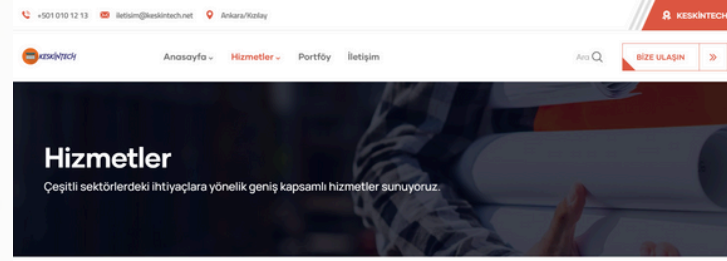 +501 010 12 13 iletisim@keskintech.net Ankara/Kızılay KESKİNTECH
KESKİNTECH Anasayfa Hizmetler Portföy İletişim Ara BİZE ULAŞIN
Hizmetler
Çeşitli sektörlerdeki ihtiyaçlara yönelik geniş kapsamlı hizmetler sunuyoruz.